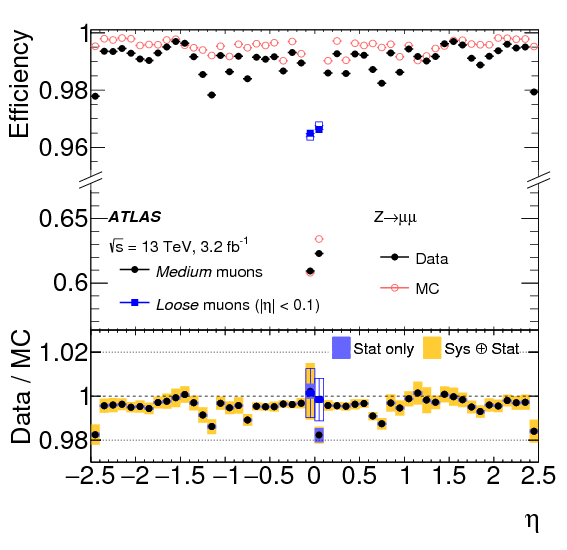 Efficiency
1
0.98
0.96
0.65
0.6
ATLAS
√s = 13 TeV, 3.2 fb⁻¹
Z→μμ
Medium muons
Loose muons (|η| < 0.1)
Data
MC
Data / MC
1.02
1
0.98
Stat only
Sys ⊕ Stat
−2.5 −2 −1.5 −1 −0.5 0 0.5 1 1.5 2 2.5
η